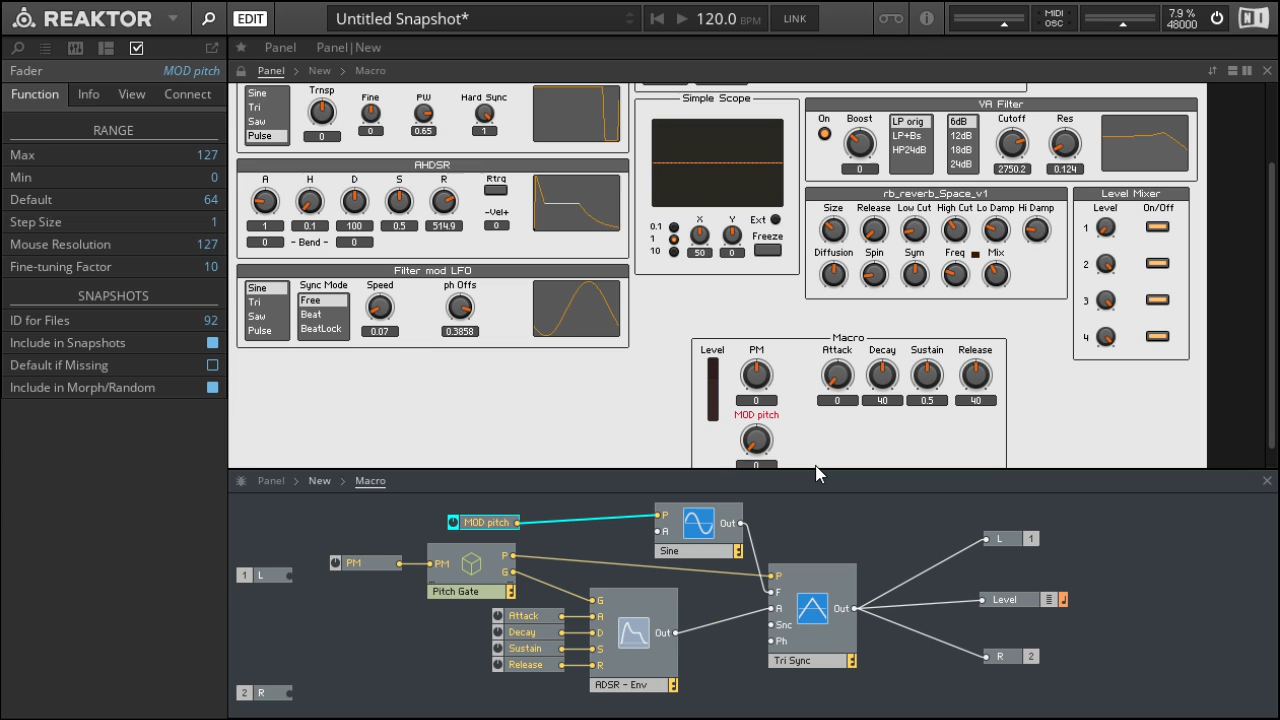 REAKTOR EDIT Untitled Snapshot* 120.0 BPM LINK MIDI OSC 7.9 % 48000
Panel Panel|New
Fader MOD pitch
Panel New Macro
Function Info View Connect
RANGE
Max 127
Min 0
Default 64
Step Size 1
Mouse Resolution 127
Fine-tuning Factor 10
SNAPSHOTS
ID for Files 92
Include in Snapshots
Default if Missing
Include in Morph/Random
Sine
Tri
Saw
Pulse
Trnsp Fine PW Hard Sync
0 0 0.65 1
AHDSR
A H D S R Rtrg
1 0.1 100 0.5 514.9
-Vel+
0
0 - Bend - 0
Filter mod LFO
Sine
Tri
Saw
Pulse
Sync Mode
Free
Beat
BeatLock
Speed ph Offs
0.07 0.3858
Simple Scope
0.1
1
10
X Y Ext
Freeze
50 0
VA Filter
On Boost
0
LP orig
LP+Bs
HP24dB
6dB
12dB
18dB
24dB
Cutoff Res
2750.2 0.124
rb_reverb_Space_v1
Size Release Low Cut High Cut Lo Damp Hi Damp
Diffusion Spin Sym Freq Mix
Level Mixer
Level On/Off
1
2
3
4
Macro
Level PM Attack Decay Sustain Release
0 0 40 0.5 40
MOD pitch
0
Panel New Macro
MOD pitch
P
A
Out
Sine
PM
PM P
G
Pitch Gate
1 L
Attack
Decay
Sustain
Release
G
A
D
S
R
Out
ADSR - Env
P
F
A
Snc
Ph
Out
Tri Sync
L 1
Level
R 2
2 R